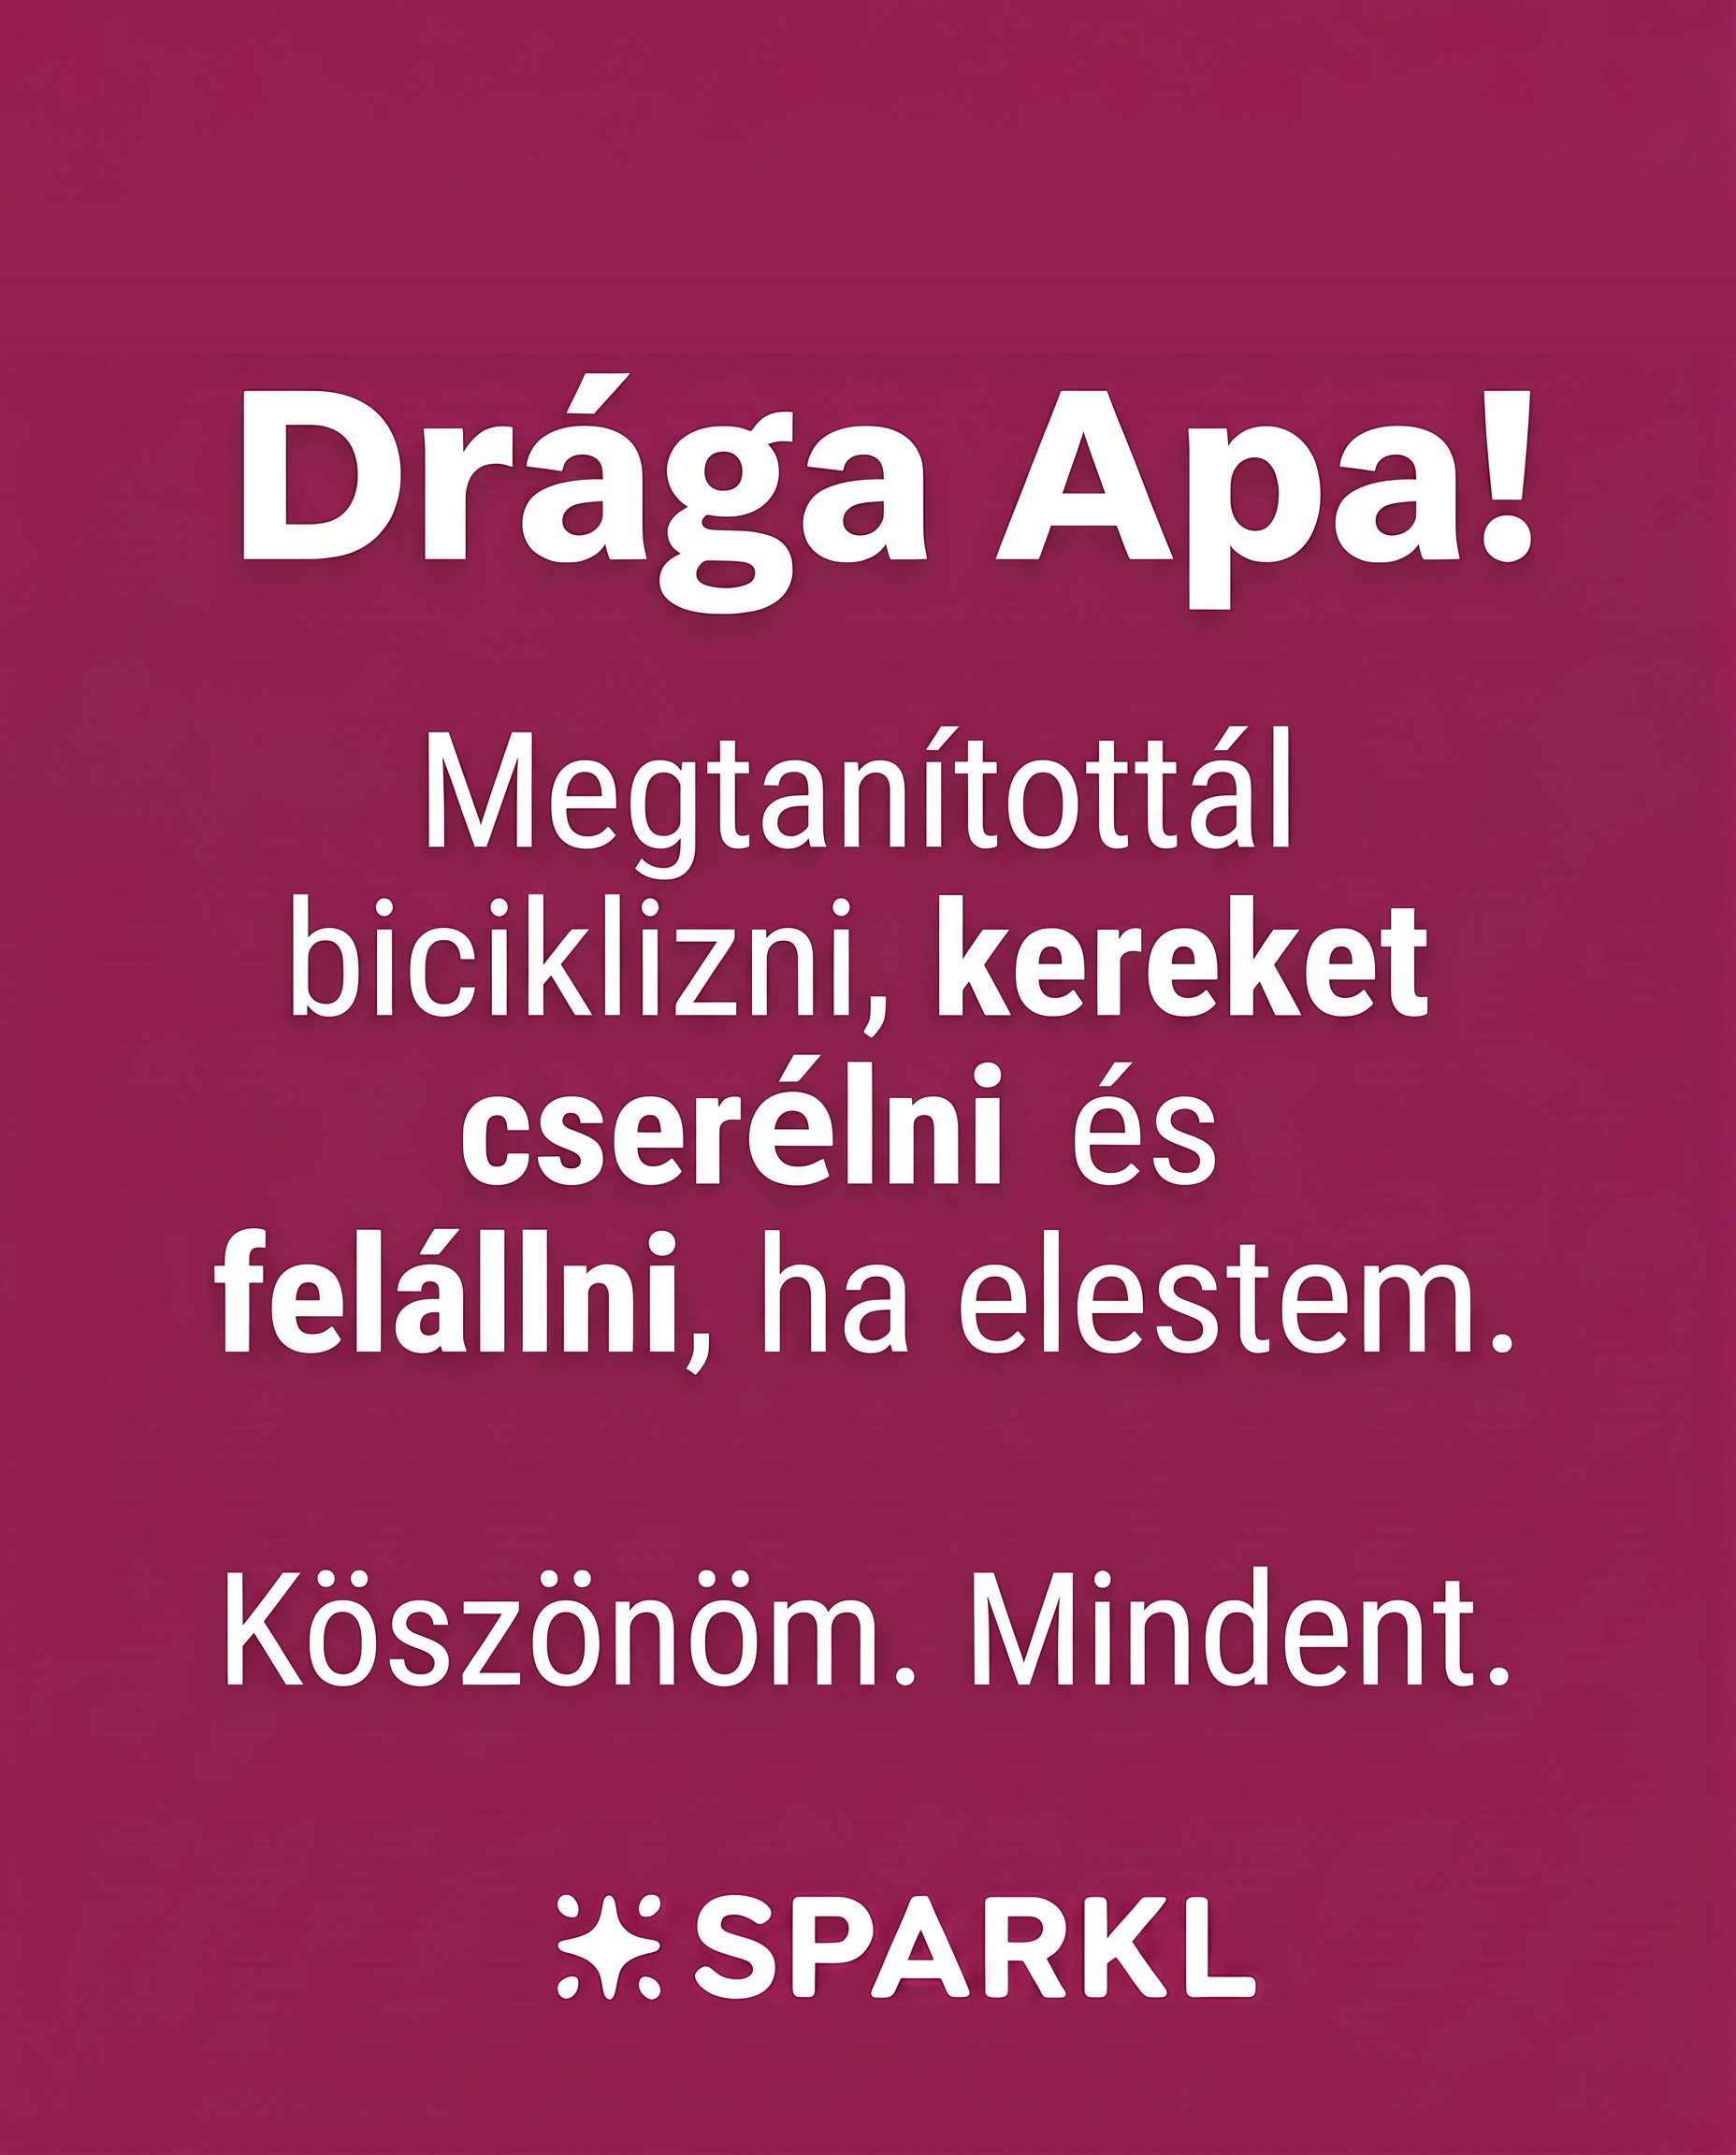 Drága Apa!
Megtanítottál
biciklizni, kereket
cserélni és
felállni, ha elestem.
Köszönöm. Mindent.
SPARKL